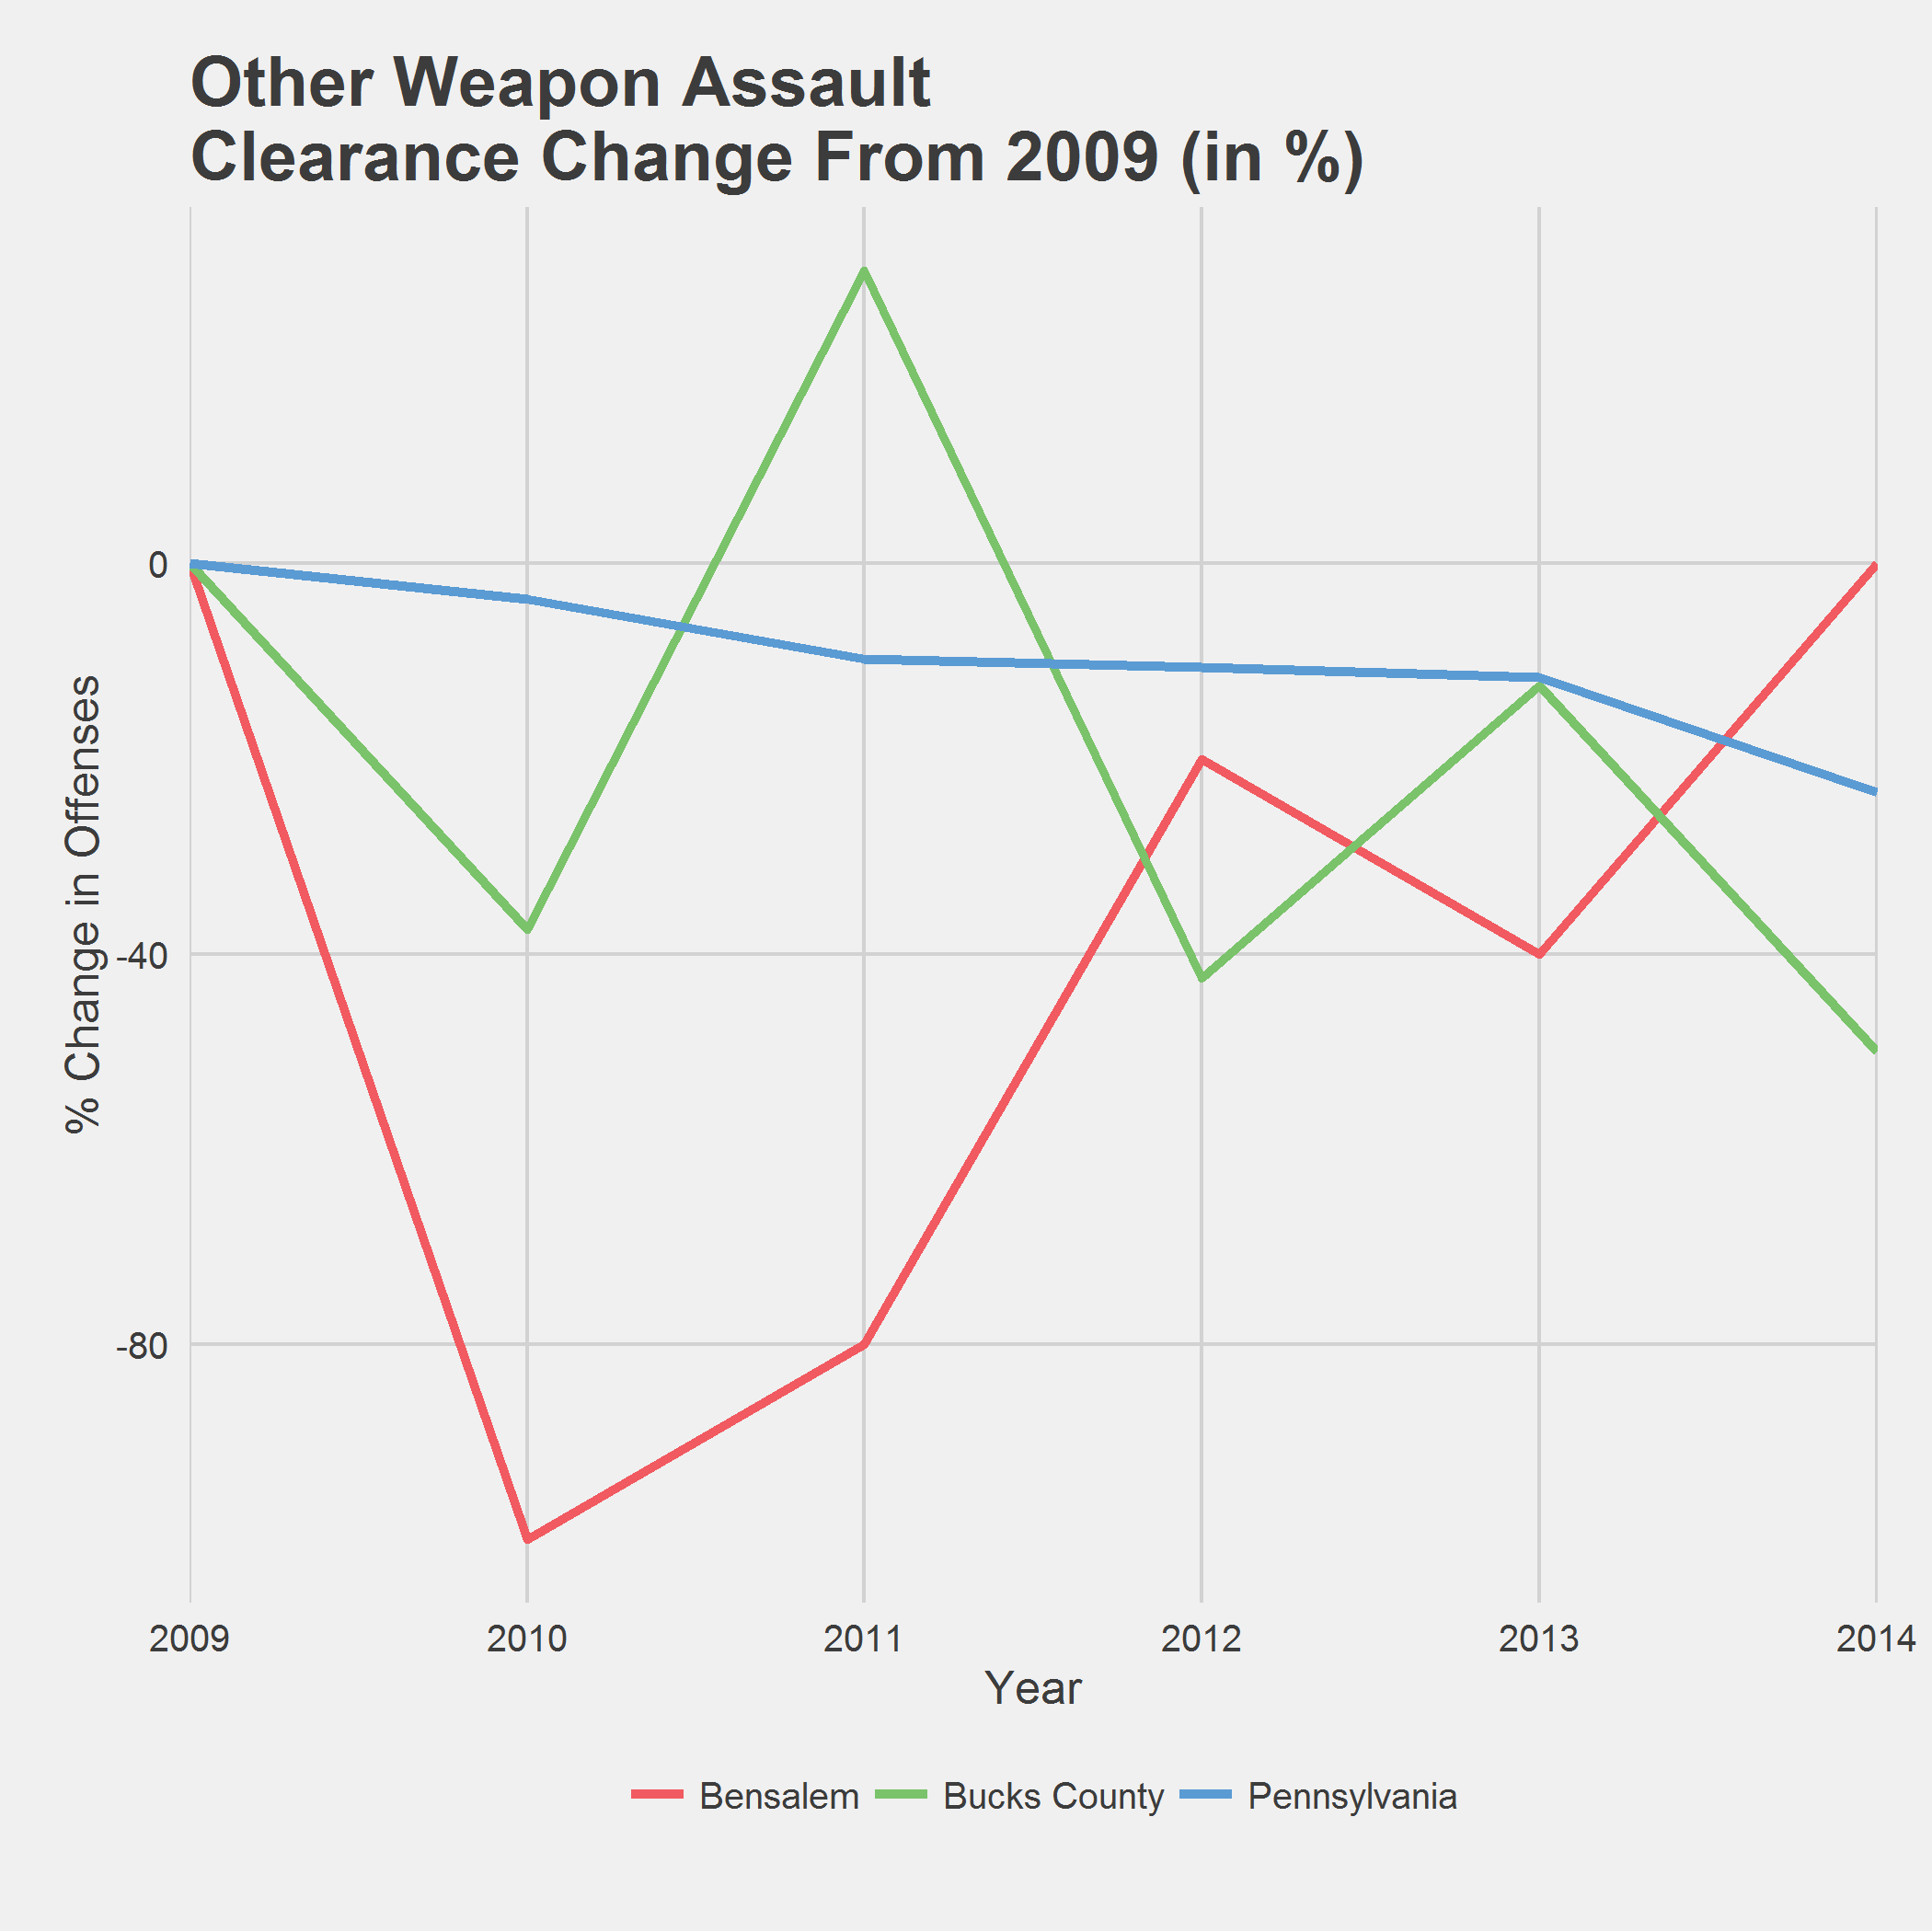 Other Weapon Assault
Clearance Change From 2009 (in %)
% Change in Offenses
0
-40
-80
2009 2010 2011 2012 2013 2014
Year
Bensalem Bucks County Pennsylvania